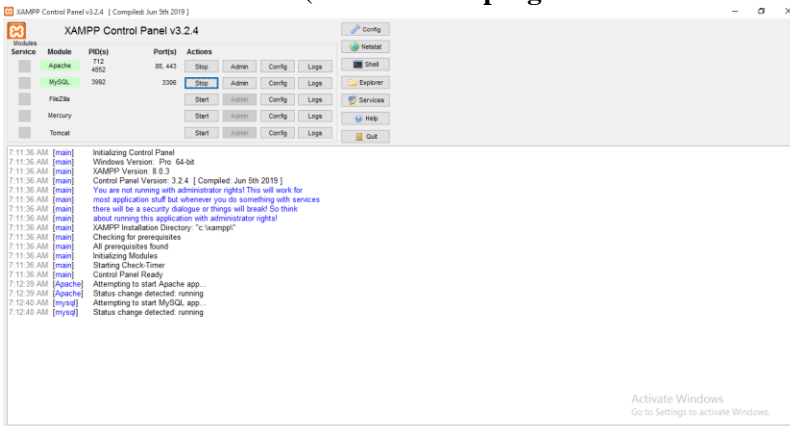 XAMPP Control Panel v3.2.4 [ Compiled: Jun 5th 2019 ]
XAMPP Control Panel v3.2.4
Config
Modules
Service Module PID(s) Port(s) Actions
Netstat
Apache 712 4852 80, 443 Stop Admin Config Logs
Shell
MySQL 3992 3306 Stop Admin Config Logs
Explorer
FileZilla Start Admin Config Logs
Services
Mercury Start Admin Config Logs
Help
Tomcat Start Admin Config Logs
Quit
7:11:36 AM [main] Initializing Control Panel
7:11:36 AM [main] Windows Version: Pro 64-bit
7:11:36 AM [main] XAMPP Version: 8.0.3
7:11:36 AM [main] Control Panel Version: 3.2.4 [ Compiled: Jun 5th 2019 ]
7:11:36 AM [main] You are not running with administrator rights! This will work for
7:11:36 AM [main] most application stuff but whenever you do something with services
7:11:36 AM [main] there will be a security dialogue or things will break! So think
7:11:36 AM [main] about running this application with administrator rights!
7:11:36 AM [main] XAMPP Installation Directory: "c:\xampp\"
7:11:36 AM [main] Checking for prerequisites
7:11:36 AM [main] All prerequisites found
7:11:36 AM [main] Initializing Modules
7:11:36 AM [main] Starting Check-Timer
7:11:36 AM [main] Control Panel Ready
7:12:39 AM [Apache] Attempting to start Apache app...
7:12:39 AM [Apache] Status change detected: running
7:12:40 AM [mysql] Attempting to start MySQL app...
7:12:40 AM [mysql] Status change detected: running
Activate Windows
Go to Settings to activate Windows.